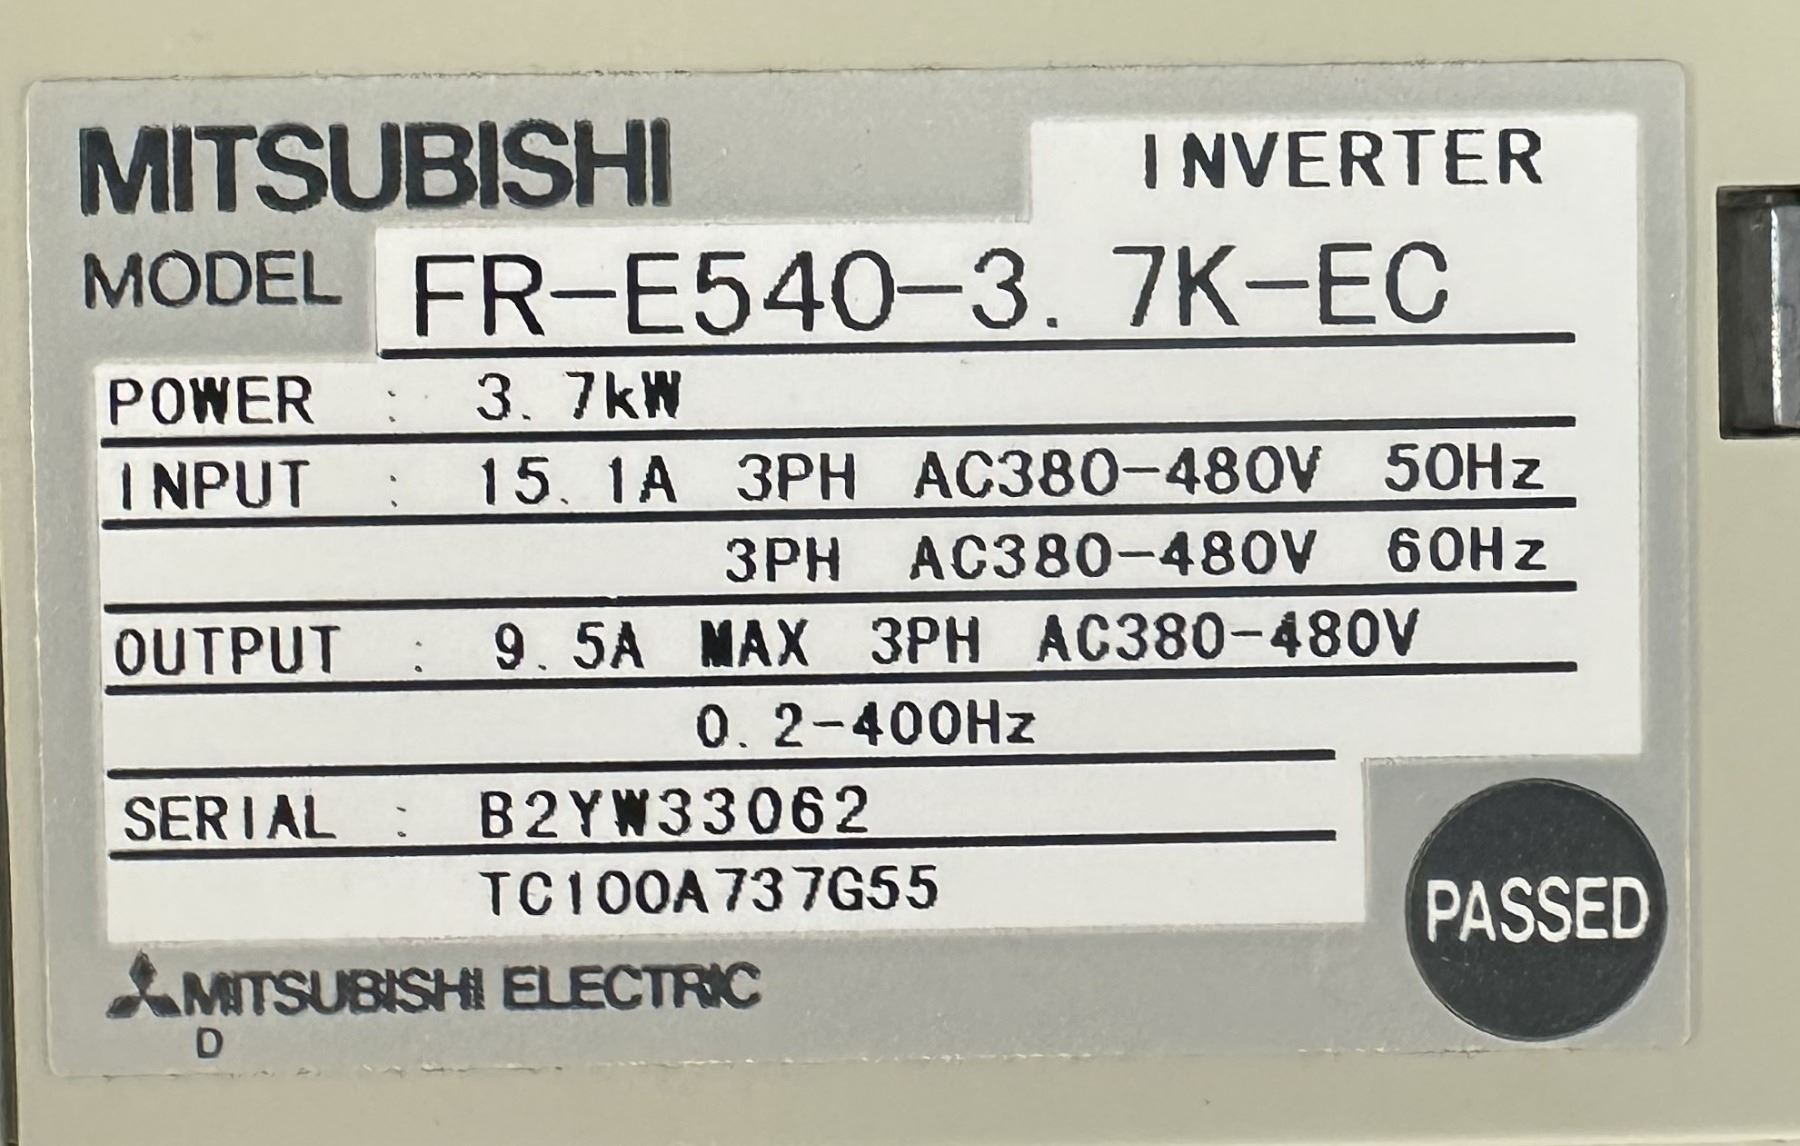 MITSUBISHI
INVERTER
MODEL FR-E540-3.7K-EC
POWER : 3.7kW
INPUT : 15.1A 3PH AC380-480V 50Hz
3PH AC380-480V 60Hz
OUTPUT : 9.5A MAX 3PH AC380-480V
0.2-400Hz
SERIAL : B2YW33062
TC100A737G55
PASSED
MITSUBISHI ELECTRIC
D